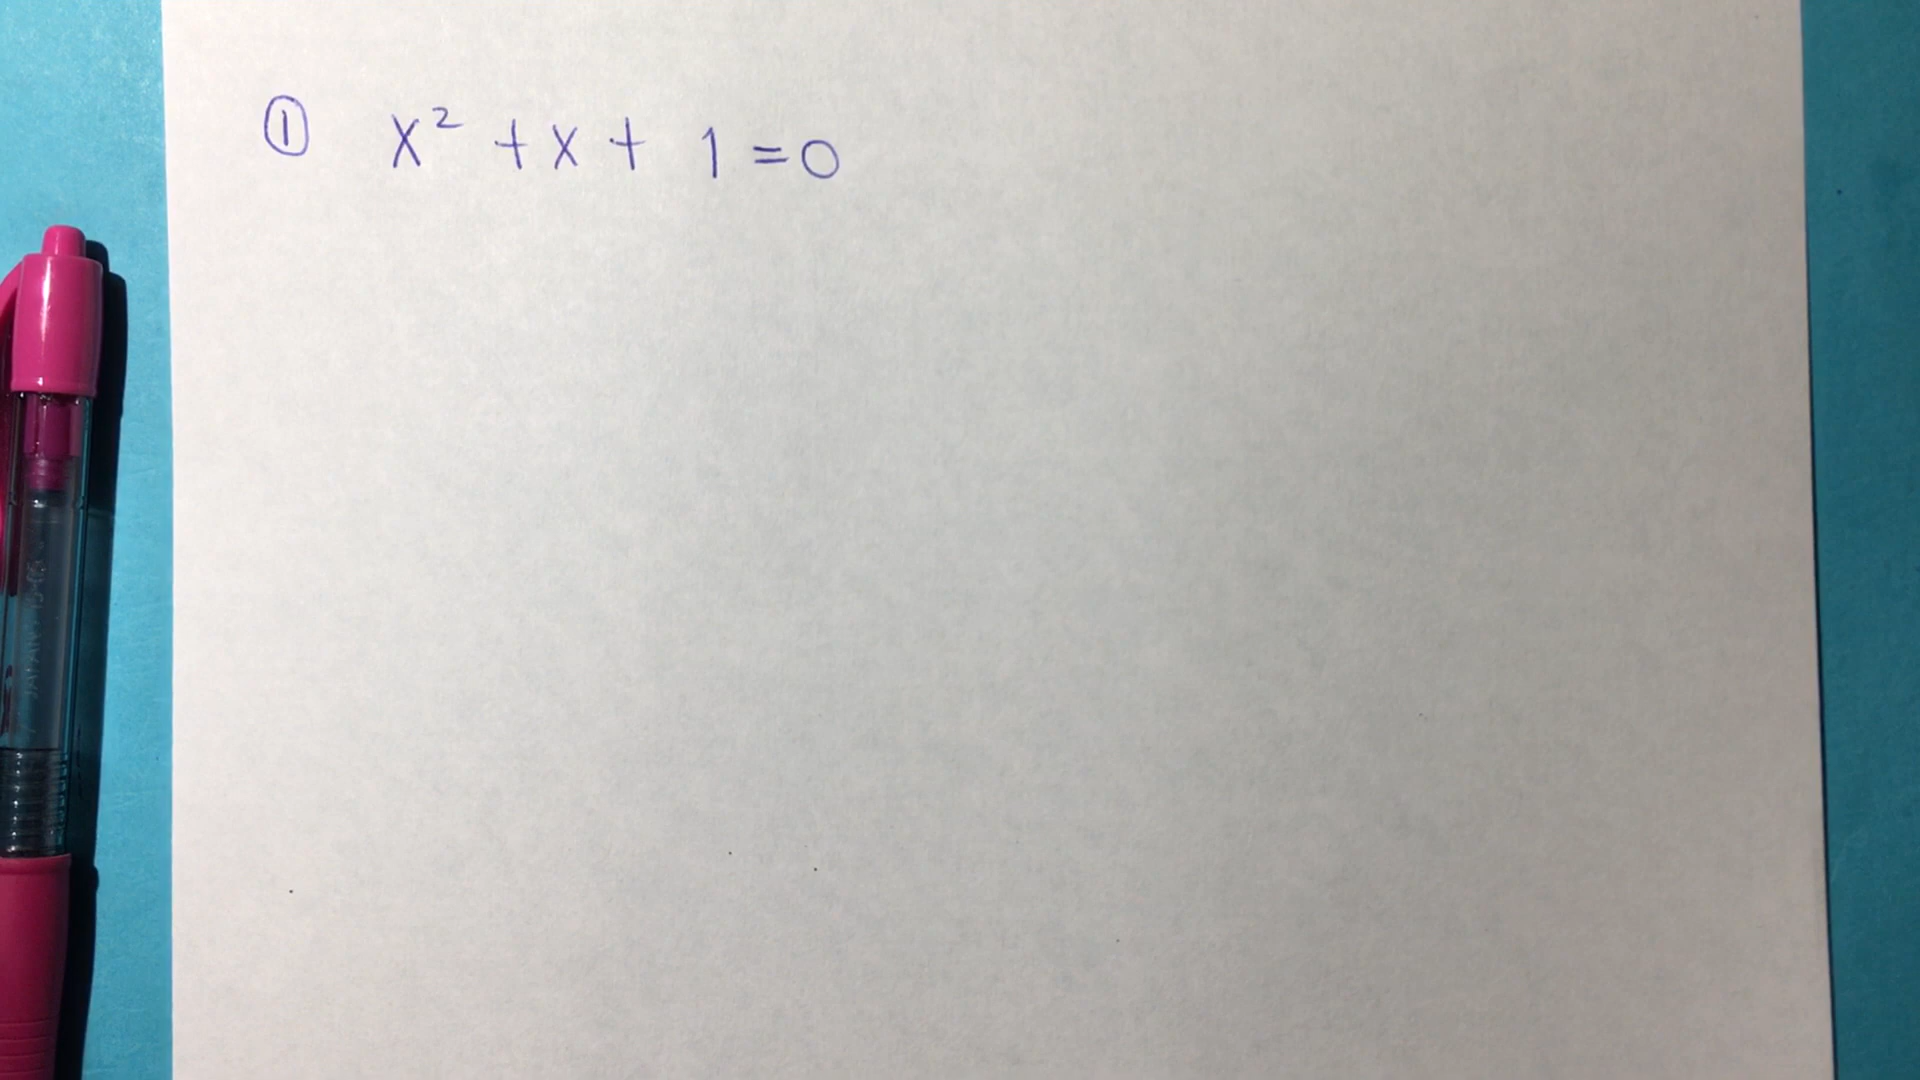 ① x² + x + 1 = 0